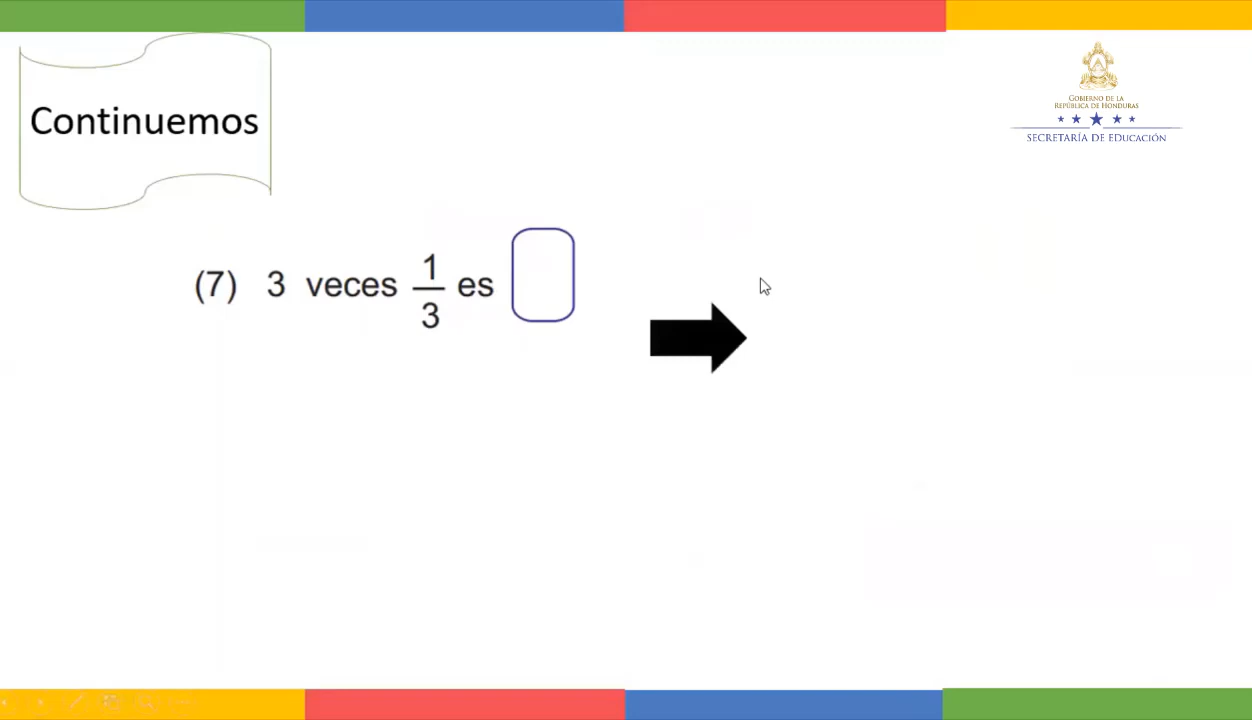 Continuemos
GOBIERNO DE LA
REPÚBLICA DE HONDURAS
SECRETARÍA DE EDUCACIÓN
(7) 3 veces 1/3 es